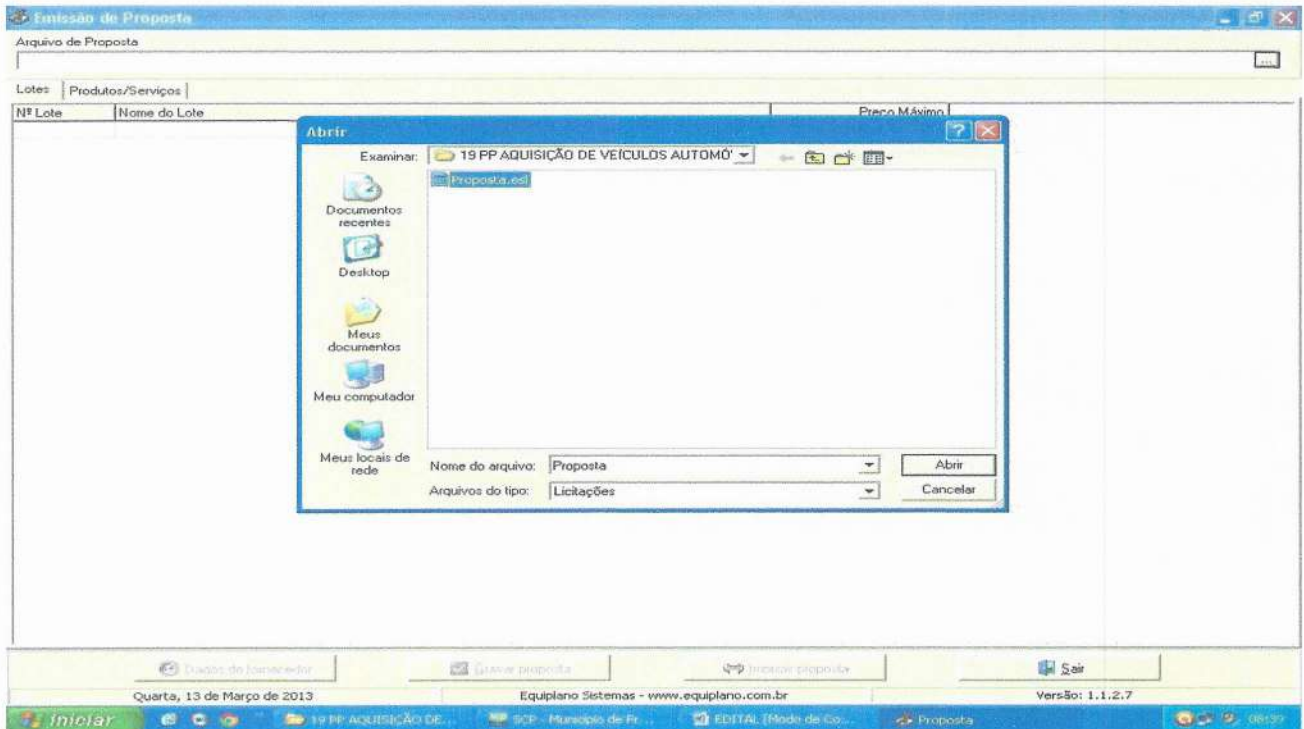 Emissão de Proposta
Arquivo de Proposta
...
Lotes Produtos/Serviços
Nº Lote Nome do Lote Preço Máximo
Abrir
Examinar: 19 PP AQUISIÇÃO DE VEÍCULOS AUTOMÓ'
Proposta.esl
Documentos recentes
Desktop
Meus documentos
Meu computador
Meus locais de rede
Nome do arquivo: Proposta Abrir
Arquivos do tipo: Licitações Cancelar
Dados do fornecedor Gravar proposta Imprimir proposta Sair
Quarta, 13 de Março de 2013 Equiplano Sistemas - www.equiplano.com.br Versão: 1.1.2.7
Iniciar 19 PP AQUISIÇÃO DE... SCP - Município de Fr... EDITAL [Modo de Co... Proposta 08:39